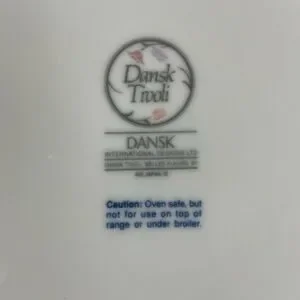 Dansk
Tivoli
DANSK
INTERNATIONAL DESIGNS LTD
Caution: Oven safe, but
not for use on top of
range or under broiler.